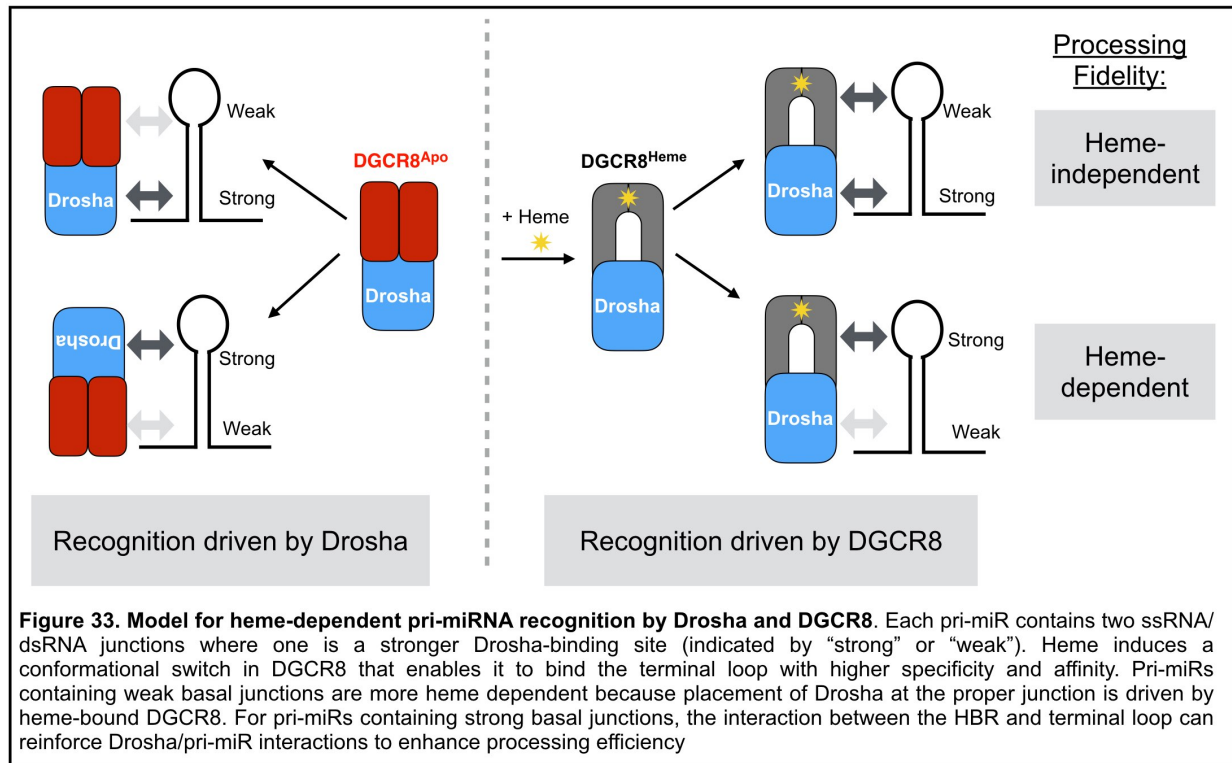 Processing
Fidelity:
Weak
Drosha
Strong
DGCR8Apo
Drosha
+ Heme
DGCR8Heme
Drosha
Weak
Drosha
Strong
Heme-
independent
Drosha
Strong
Weak
Strong
Drosha
Weak
Heme-
dependent
Recognition driven by Drosha
Recognition driven by DGCR8
Figure 33. Model for heme-dependent pri-miRNA recognition by Drosha and DGCR8. Each pri-miR contains two ssRNA/
dsRNA junctions where one is a stronger Drosha-binding site (indicated by “strong” or “weak”). Heme induces a
conformational switch in DGCR8 that enables it to bind the terminal loop with higher specificity and affinity. Pri-miRs
containing weak basal junctions are more heme dependent because placement of Drosha at the proper junction is driven by
heme-bound DGCR8. For pri-miRs containing strong basal junctions, the interaction between the HBR and terminal loop can
reinforce Drosha/pri-miR interactions to enhance processing efficiency